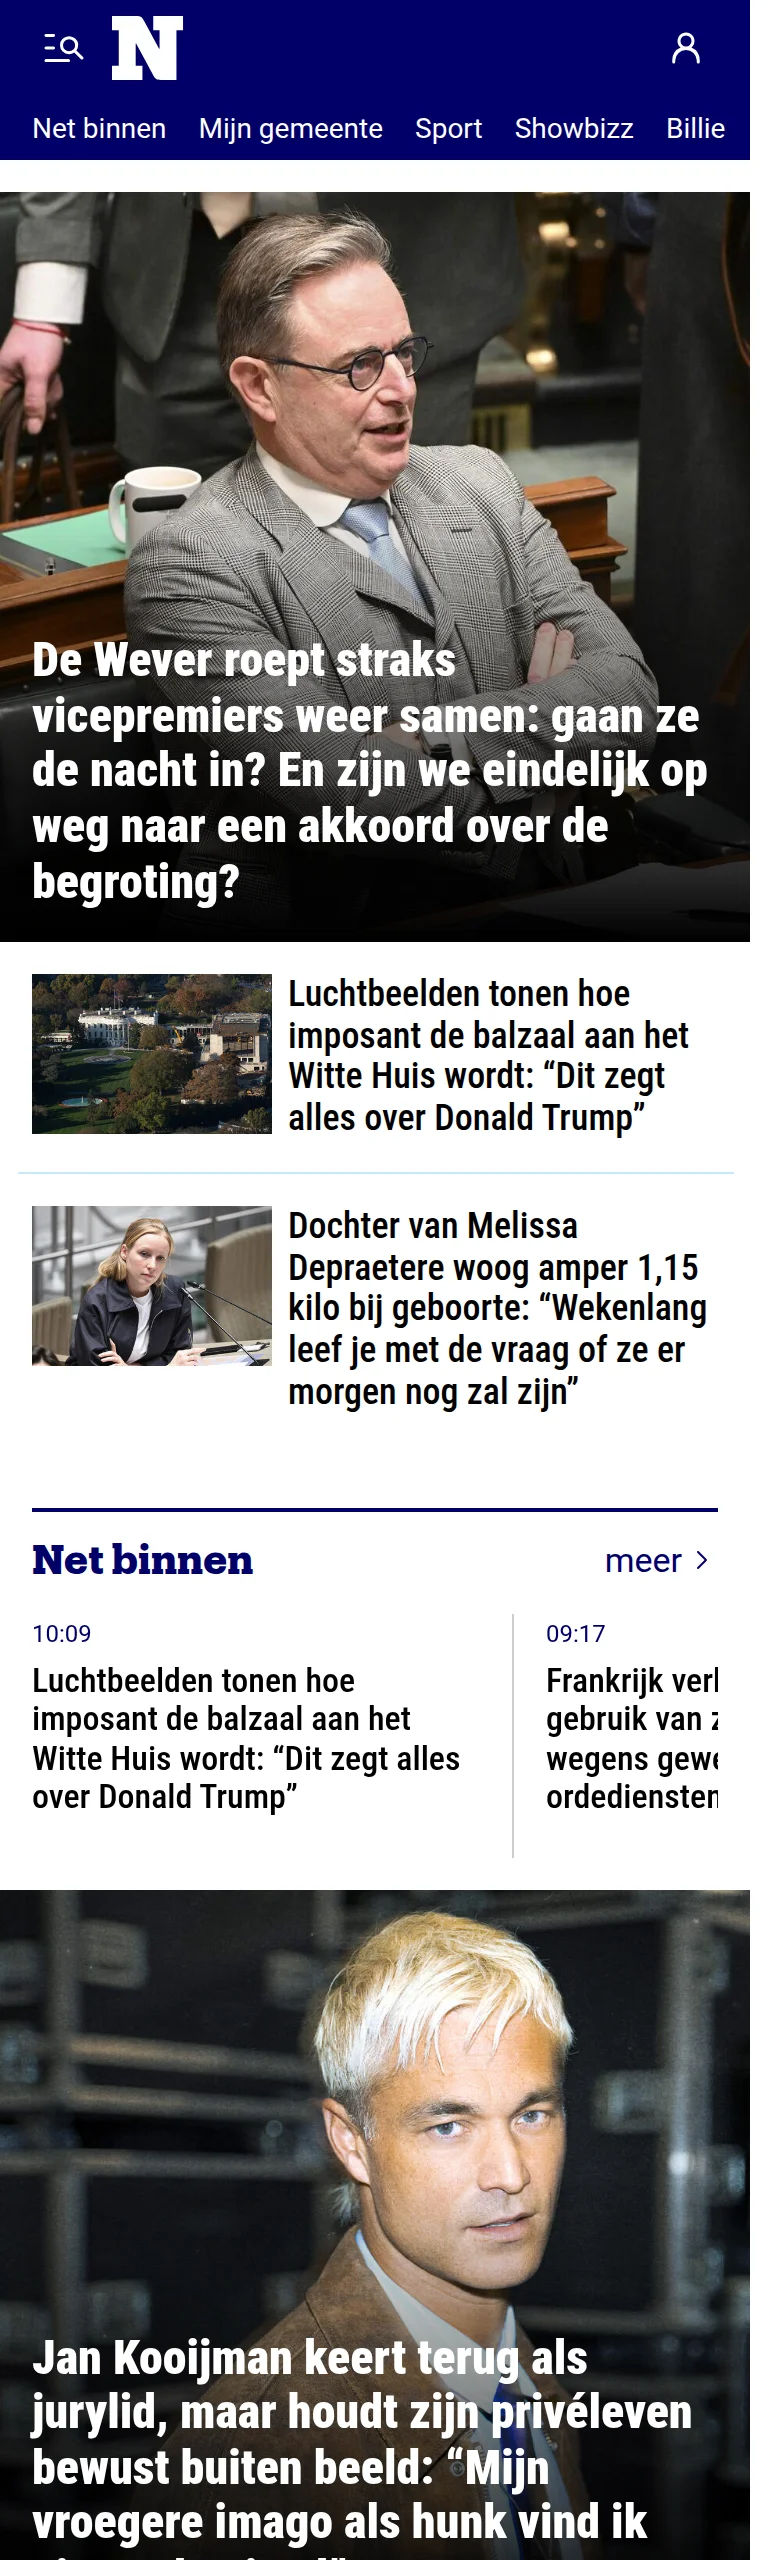 N
Net binnen Mijn gemeente Sport Showbizz Billie
De Wever roept straks
vicepremiers weer samen: gaan ze
de nacht in? En zijn we eindelijk op
weg naar een akkoord over de
begroting?
Luchtbeelden tonen hoe
imposant de balzaal aan het
Witte Huis wordt: “Dit zegt
alles over Donald Trump”
Dochter van Melissa
Depraetere woog amper 1,15
kilo bij geboorte: “Wekenlang
leef je met de vraag of ze er
morgen nog zal zijn”
Net binnen
meer
10:09
Luchtbeelden tonen hoe
imposant de balzaal aan het
Witte Huis wordt: “Dit zegt alles
over Donald Trump”
09:17
Frankrijk
gebruik van
wegens
ordediensten
Jan Kooijman keert terug als
jurylid, maar houdt zijn privéleven
bewust buiten beeld: “Mijn
vroegere imago als hunk vind ik